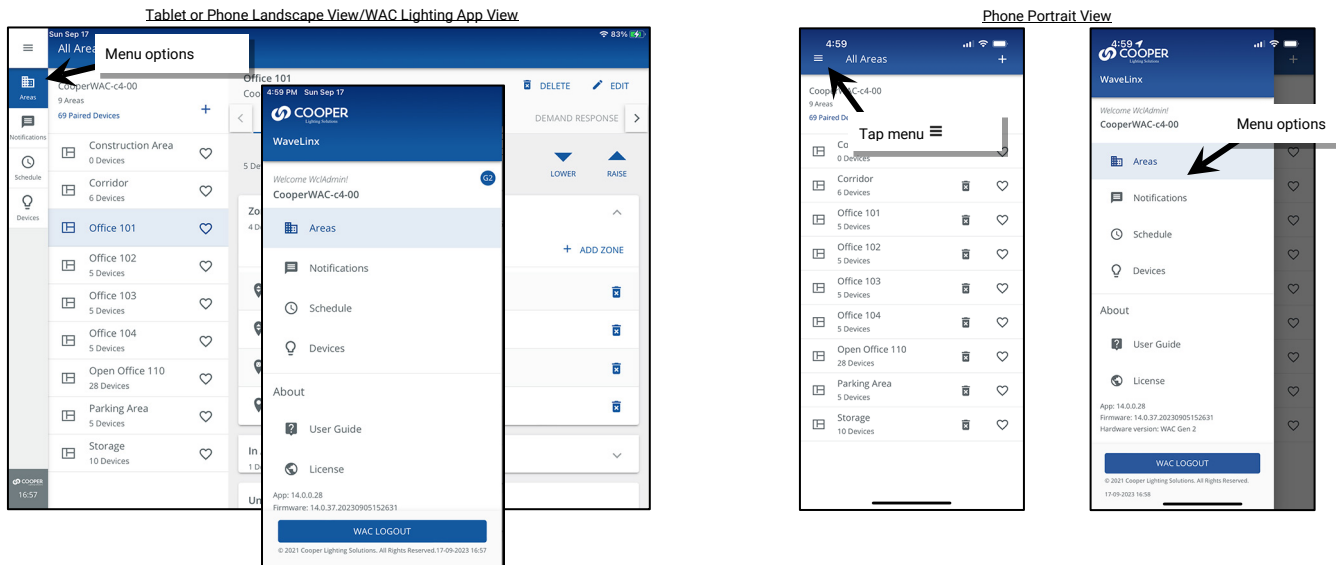 Tablet or Phone Landscape View/WAC Lighting App View
Phone Portrait View
Sun Sep 17
83%
All
Menu options
Areas
Notifications
Schedule
Devices
COOPER
16:57
CooperWAC-c4-00
9 Areas
69 Paired Devices
+
Construction Area
0 Devices
Corridor
6 Devices
Office 101
Office 102
5 Devices
Office 103
5 Devices
Office 104
5 Devices
Open Office 110
28 Devices
Parking Area
5 Devices
Storage
10 Devices
Office 101
DELETE
EDIT
DEMAND RESPONSE
LOWER
RAISE
+ ADD ZONE
4:59 PM Sun Sep 17
COOPER
Lighting Solutions
WaveLinx
Welcome WclAdmin!
G2
CooperWAC-c4-00
Areas
Notifications
Schedule
Devices
About
User Guide
License
App: 14.0.0.28
Firmware: 14.0.37.20230905152631
WAC LOGOUT
© 2021 Cooper Lighting Solutions. All Rights Reserved.17-09-2023 16:57
4:59
All Areas
+
9 Areas
69 Paired
Tap menu ≡
0 Devices
Corridor
6 Devices
Office 101
5 Devices
Office 102
5 Devices
Office 103
5 Devices
Office 104
5 Devices
Open Office 110
28 Devices
Parking Area
5 Devices
Storage
10 Devices
4:59
COOPER
Lighting Solutions
+
WaveLinx
Welcome WclAdmin!
CooperWAC-c4-00
Menu options
Areas
Notifications
Schedule
Devices
About
User Guide
License
App: 14.0.0.28
Firmware: 14.0.37.20230905152631
Hardware version: WAC Gen 2
WAC LOGOUT
© 2021 Cooper Lighting Solutions. All Rights Reserved.
17-09-2023 16:58